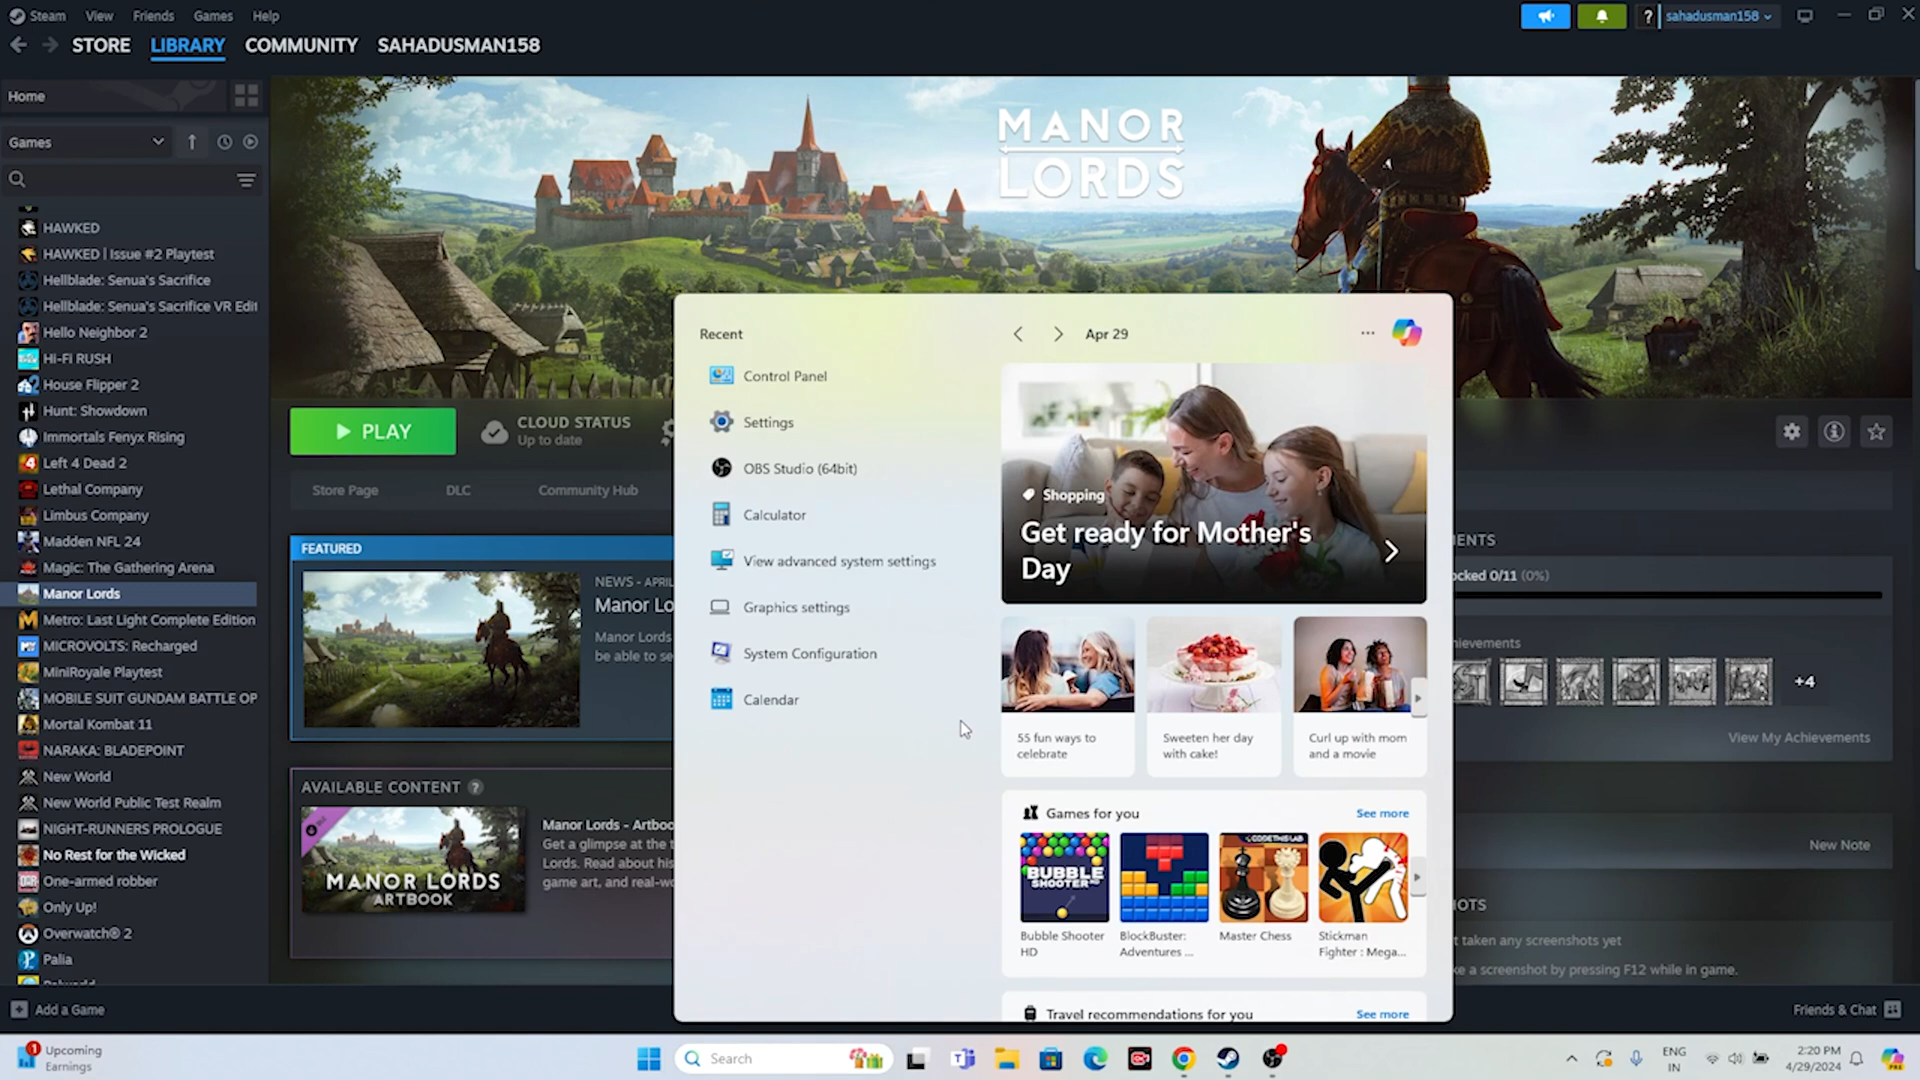 Steam View Friends Games Help
? sahadusman158
STORE LIBRARY COMMUNITY SAHADUSMAN158
Home
Games
HAWKED
HAWKED | Issue #2 Playtest
Hellblade: Senua's Sacrifice
Hellblade: Senua's Sacrifice VR Edit
Hello Neighbor 2
Hi-Fi RUSH
House Flipper 2
Hunt: Showdown
Immortals Fenyx Rising
Left 4 Dead 2
Lethal Company
Limbus Company
Madden NFL 24
Magic: The Gathering Arena
Manor Lords
Metro: Last Light Complete Edition
MICROVOLTS: Recharged
MiniRoyale Playtest
MOBILE SUIT GUNDAM BATTLE OP
Mortal Kombat 11
NARAKA: BLADEPOINT
New World
New World Public Test Realm
NIGHT-RUNNERS PROLOGUE
No Rest for the Wicked
One-armed robber
Only Up!
Overwatch® 2
Palia
Add a Game
MANOR
LORDS
PLAY
CLOUD STATUS
Up to date
Store Page DLC Community Hub
FEATURED
NEWS - APRIL
Manor Lo
Manor Lords
be able to se
AVAILABLE CONTENT ?
MANOR LORDS
ARTBOOK
Manor Lords - Artboo
Get a glimpse at the t
Lords. Read about his
game art, and real-wo
Recent
Control Panel
Settings
OBS Studio (64bit)
Calculator
View advanced system settings
Graphics settings
System Configuration
Calendar
Apr 29
Shopping
Get ready for Mother's
Day
55 fun ways to
celebrate
Sweeten her day
with cake!
Curl up with mom
and a movie
Games for you See more
BUBBLE
SHOOTER HD
CODETHISLAB
Bubble Shooter
HD
BlockBuster:
Adventures ...
Master Chess
Stickman
Fighter : Mega...
Travel recommendations for you See more
ENTS
ocked 0/11 (0%)
hievements
+4
View My Achievements
New Note
OTS
t taken any screenshots yet
ke a screenshot by pressing F12 while in game.
Friends & Chat
1
Upcoming
Earnings
Search
ENG
IN
2:20 PM
4/29/2024
PRE